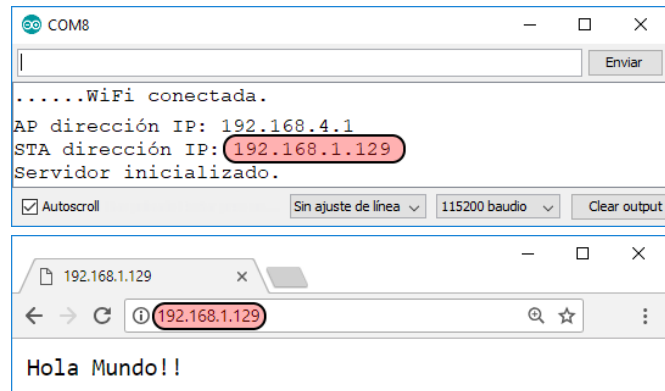 COM8
Enviar
......WiFi conectada.
AP dirección IP: 192.168.4.1
STA dirección IP: 192.168.1.129
Servidor inicializado.
Autoscroll Sin ajuste de línea 115200 baudio Clear output
192.168.1.129
192.168.1.129
Hola Mundo!!